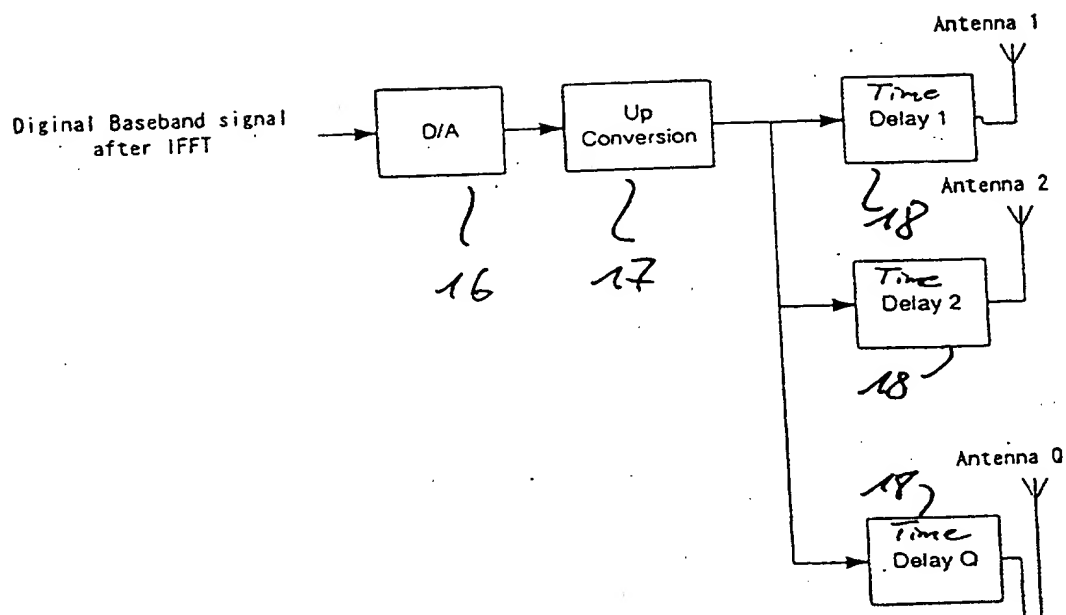 Antenna 1
Diginal Baseband signal
after IFFT
D/A
Up
Conversion
Time
Delay 1
16
17
18
Antenna 2
Time
Delay 2
18
Antenna Q
18
Time
Delay Q